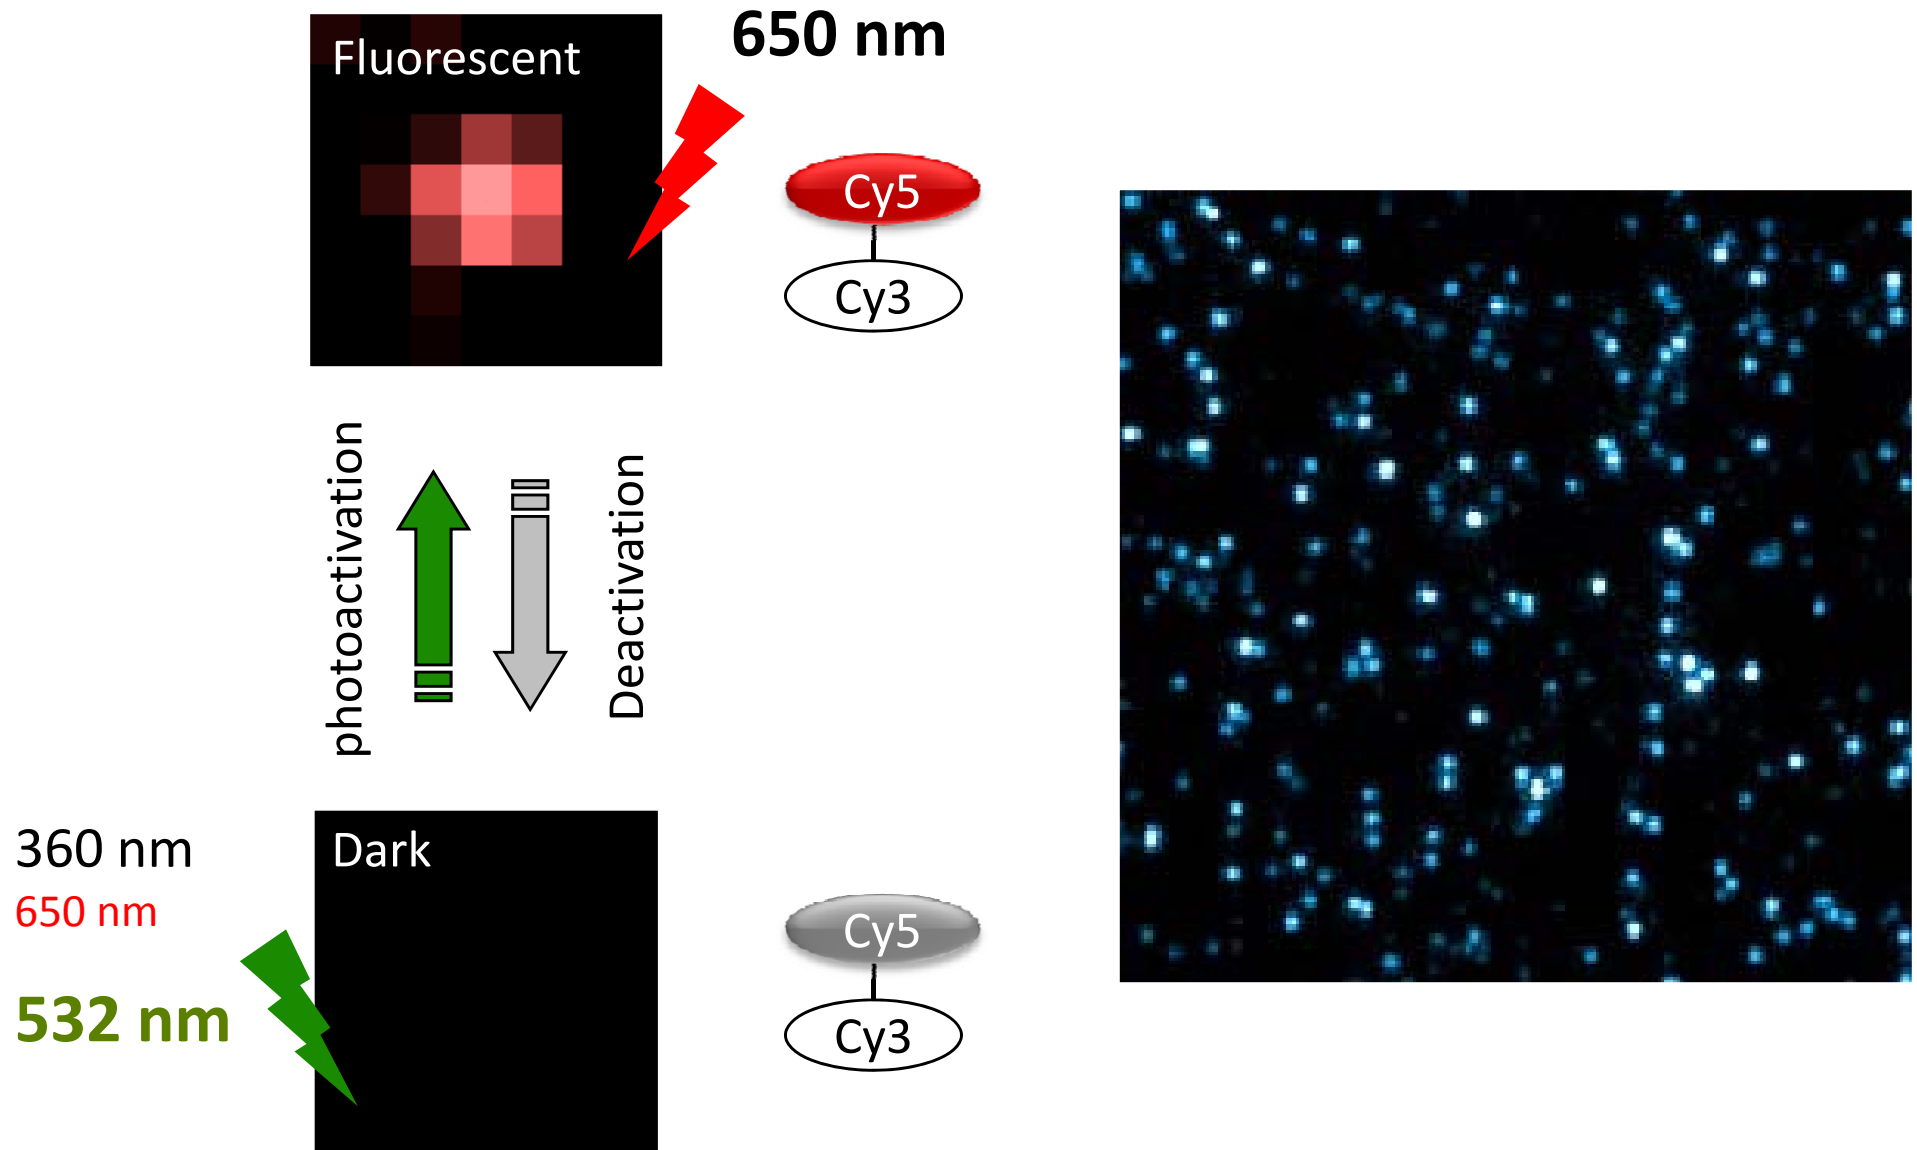 650 nm
Fluorescent
Cy5
Cy3
photoactivation
Deactivation
360 nm
650 nm
532 nm
Dark
Cy5
Cy3